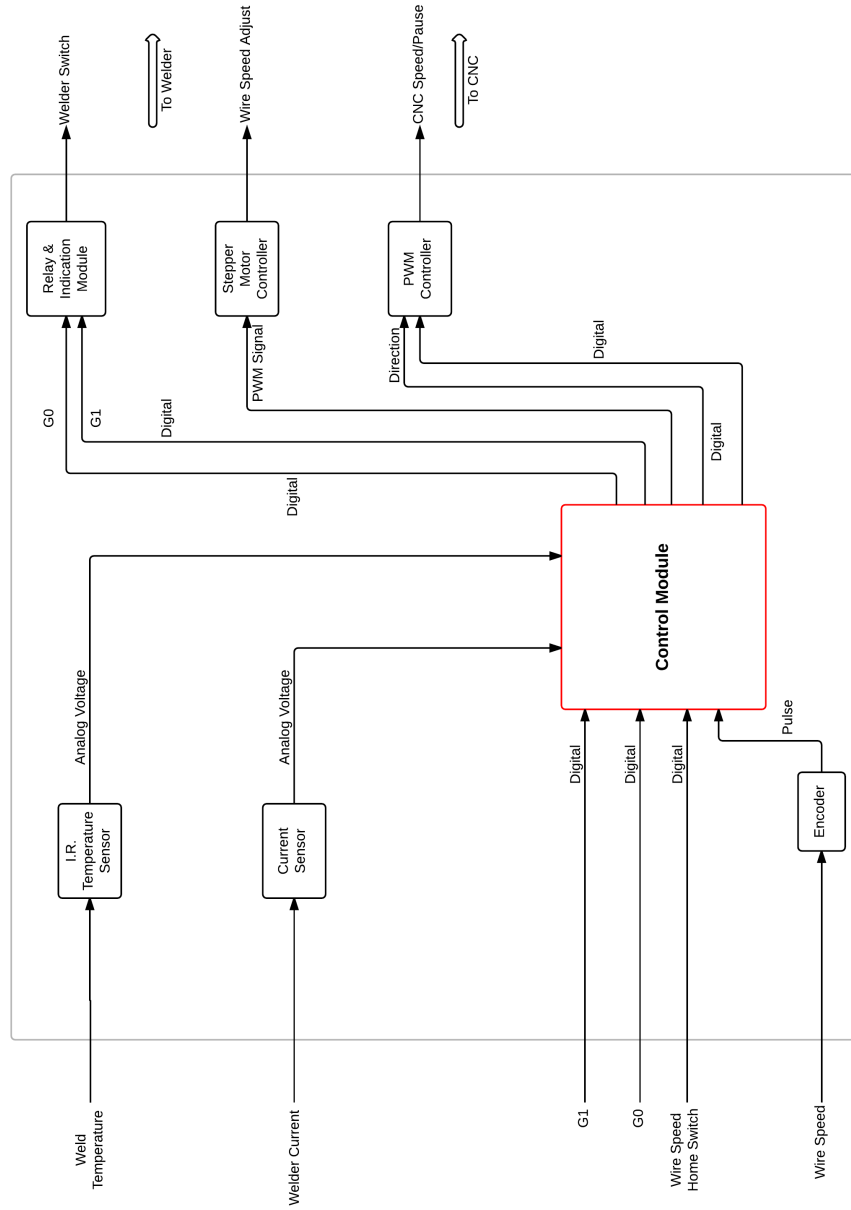 Weld
Temperature
I.R.
Temperature
Sensor
Analog Voltage
G0
G1
Digital
Digital
Relay &
Indication
Module
Welder Switch
To Welder
Welder Current
Current
Sensor
Analog Voltage
PWM Signal
Stepper
Motor
Controller
Wire Speed Adjust
Direction
PWM
Controller
CNC Speed/Pause
To CNC
Digital
Digital
G1
Digital
G0
Digital
Wire Speed
Home Switch
Digital
Control Module
Wire Speed
Encoder
Pulse